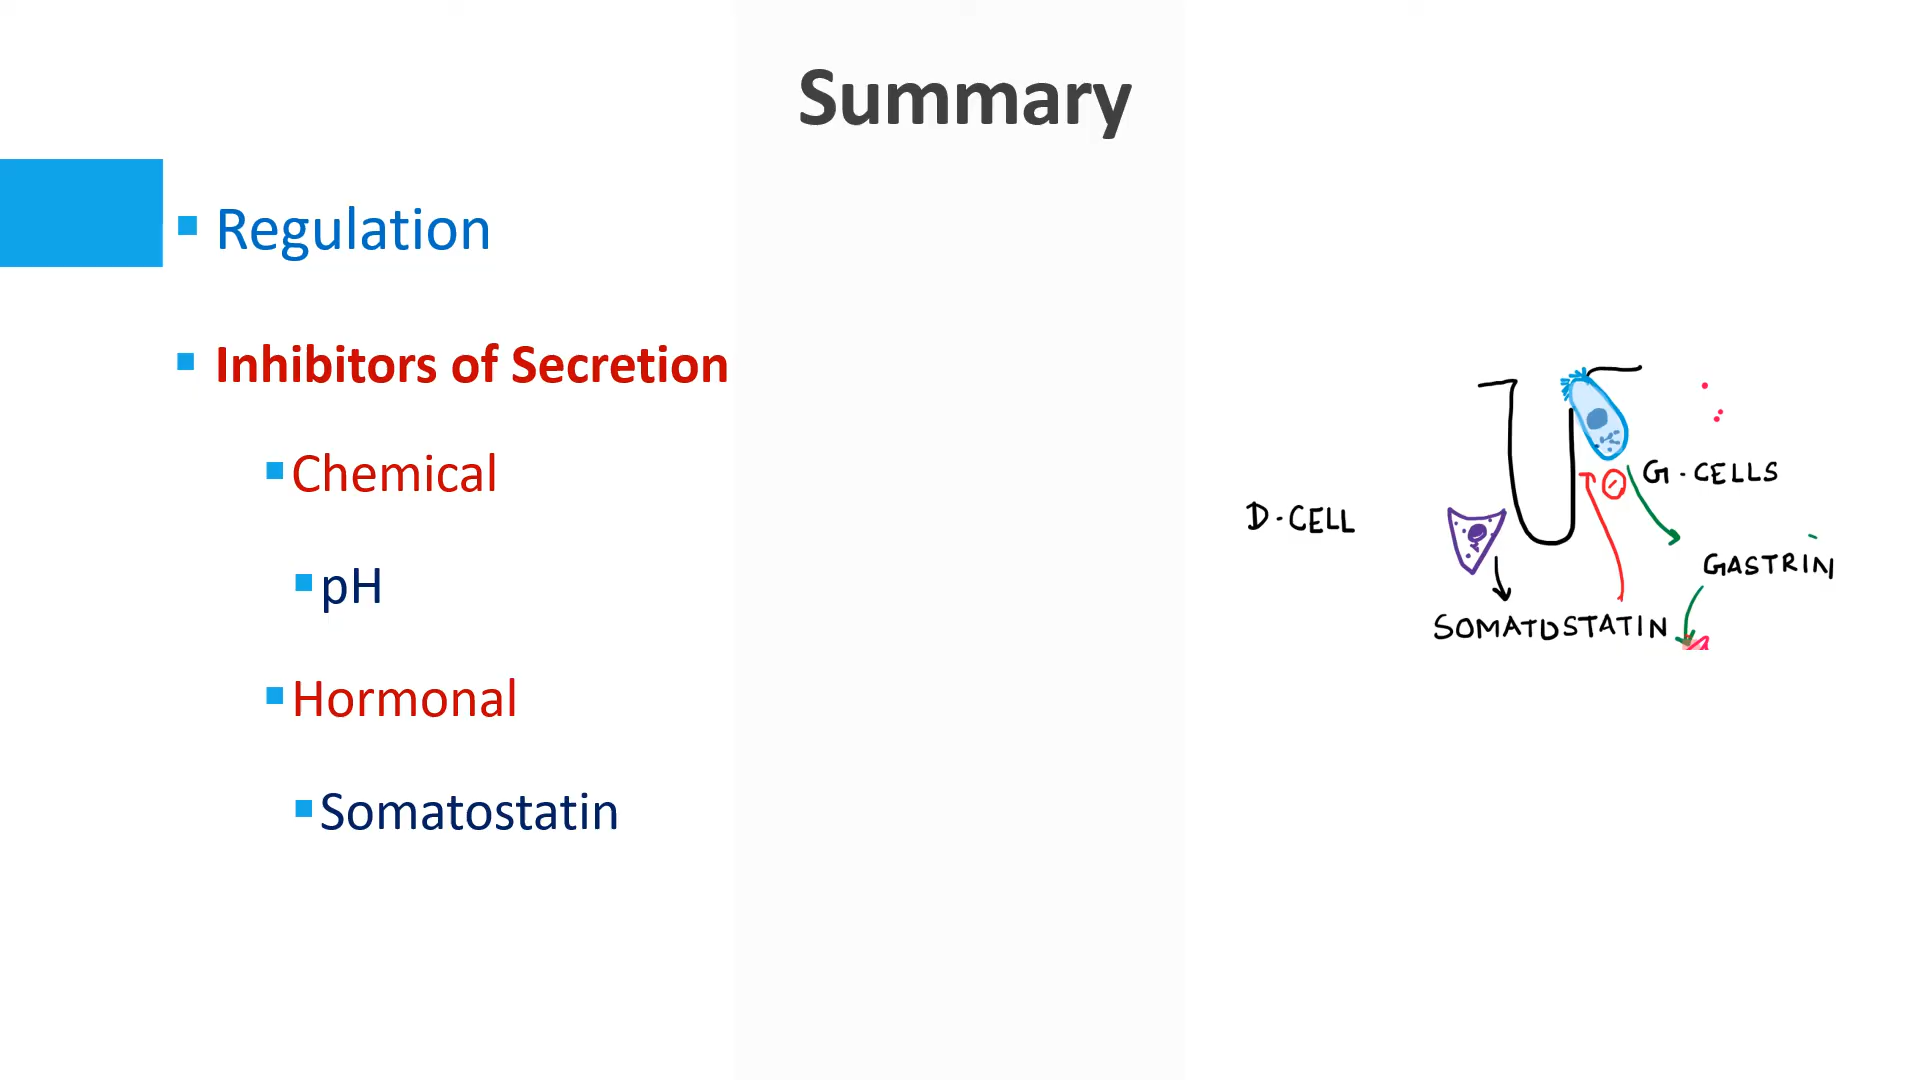 Summary
Regulation
Inhibitors of Secretion
Chemical
pH
Hormonal
Somatostatin
G-CELLS
D-CELL
GASTRIN
SOMATOSTATIN